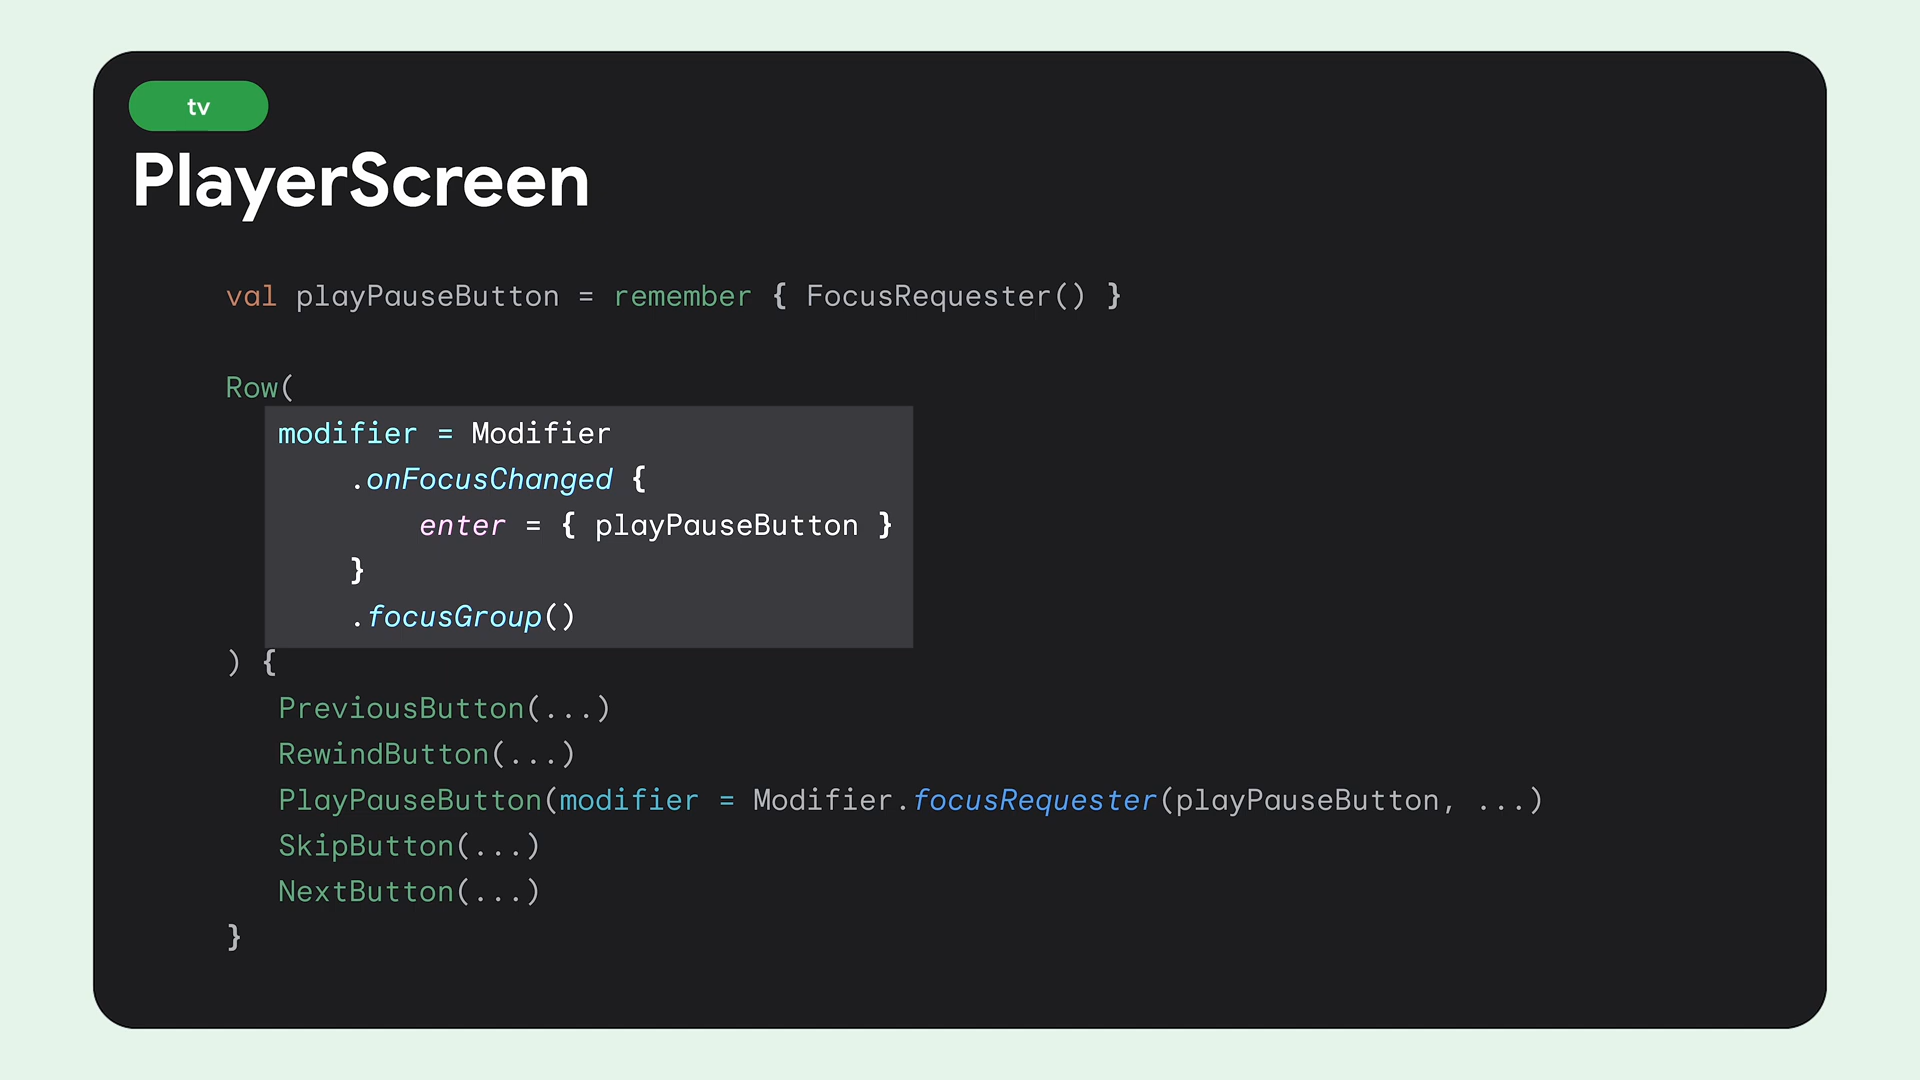 tv
PlayerScreen
val playPauseButton = remember { FocusRequester() }
Row(
modifier = Modifier
.onFocusChanged {
enter = { playPauseButton }
}
.focusGroup()
) {
PreviousButton(...)
RewindButton(...)
PlayPauseButton(modifier = Modifier.focusRequester(playPauseButton, ...)
SkipButton(...)
NextButton(...)
}